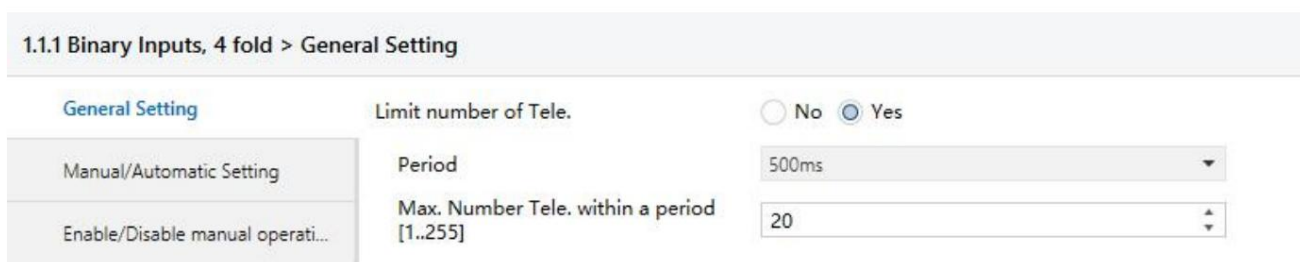 1.1.1 Binary Inputs, 4 fold > General Setting
General Setting
Limit number of Tele.
No
Yes
Manual/Automatic Setting
Period
500ms
Enable/Disable manual operati...
Max. Number Tele. within a period
[1..255]
20